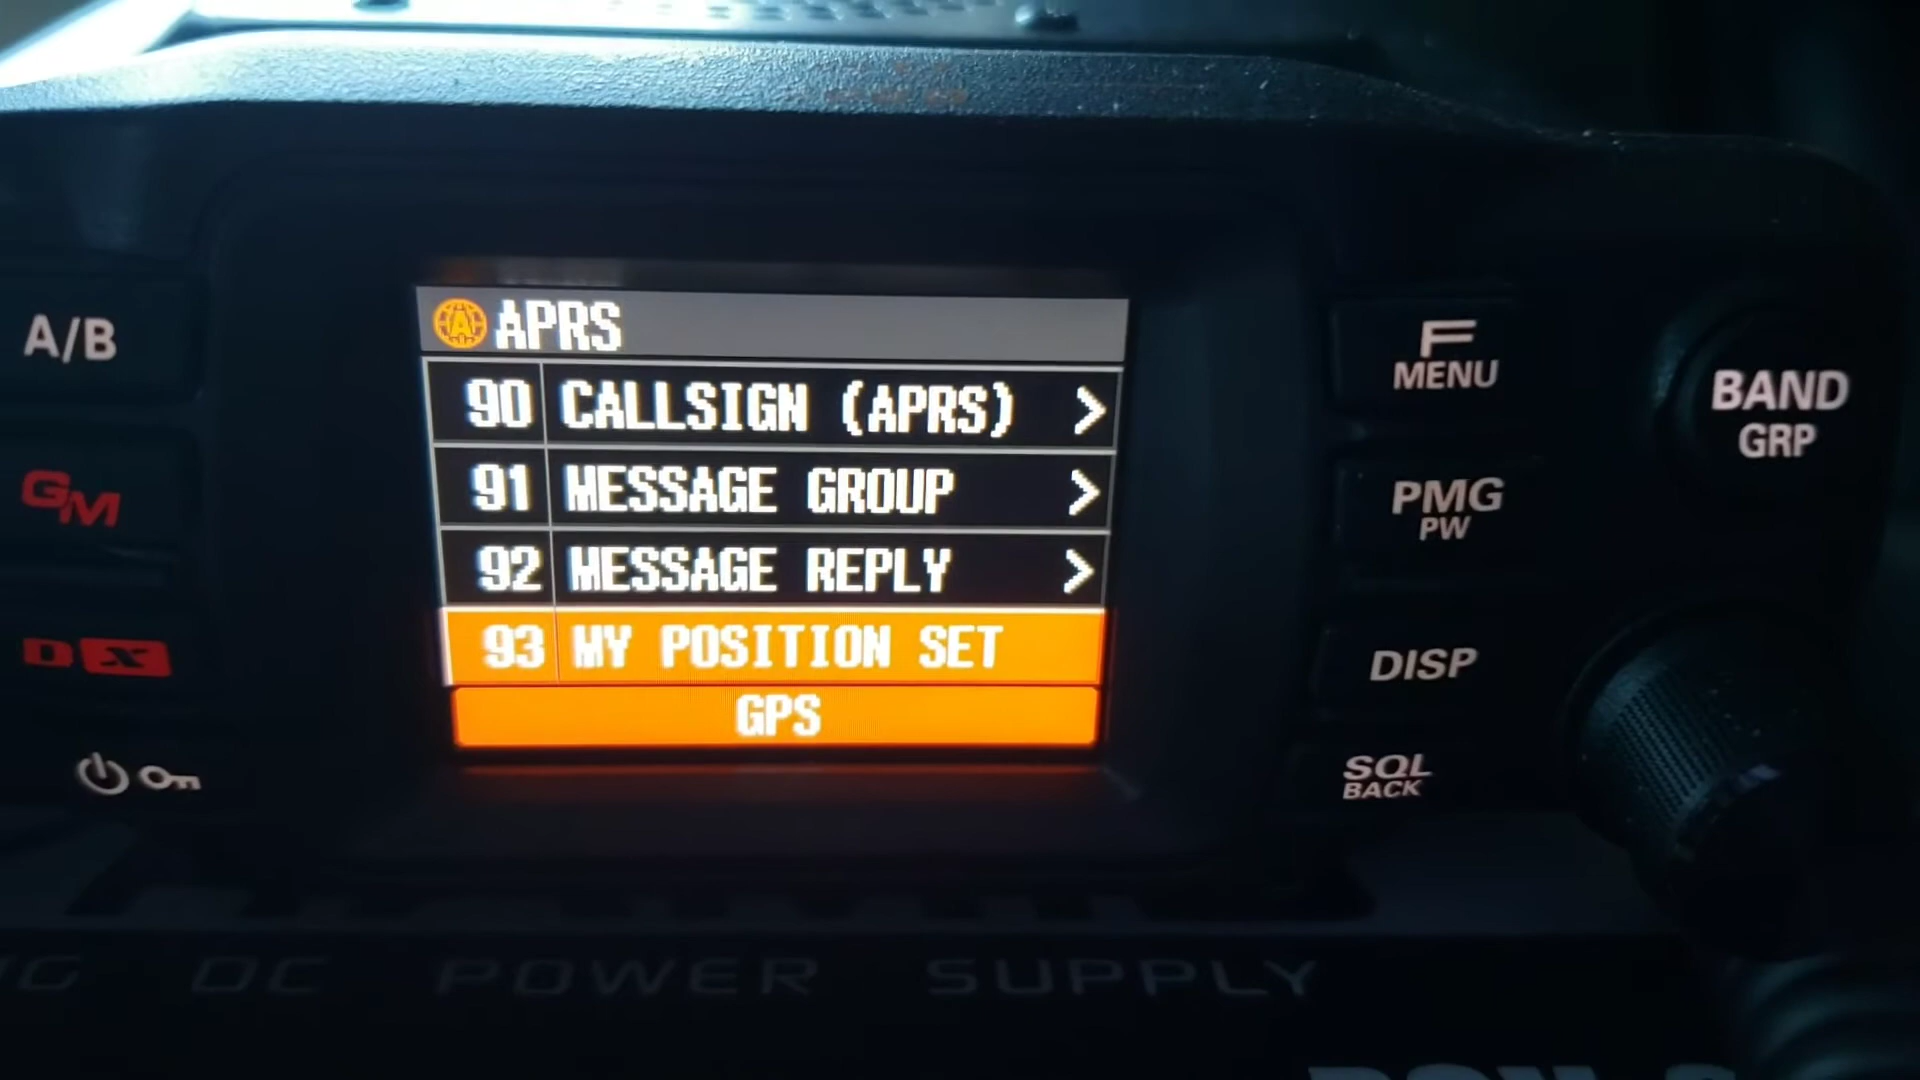 APRS
90 CALLSIGN (APRS) >
91 MESSAGE GROUP >
92 MESSAGE REPLY >
93 MY POSITION SET
GPS
A/B
GM
DX
F
MENU
PMG
PW
DISP
SQL
BACK
BAND
GRP
DC POWER SUPPLY